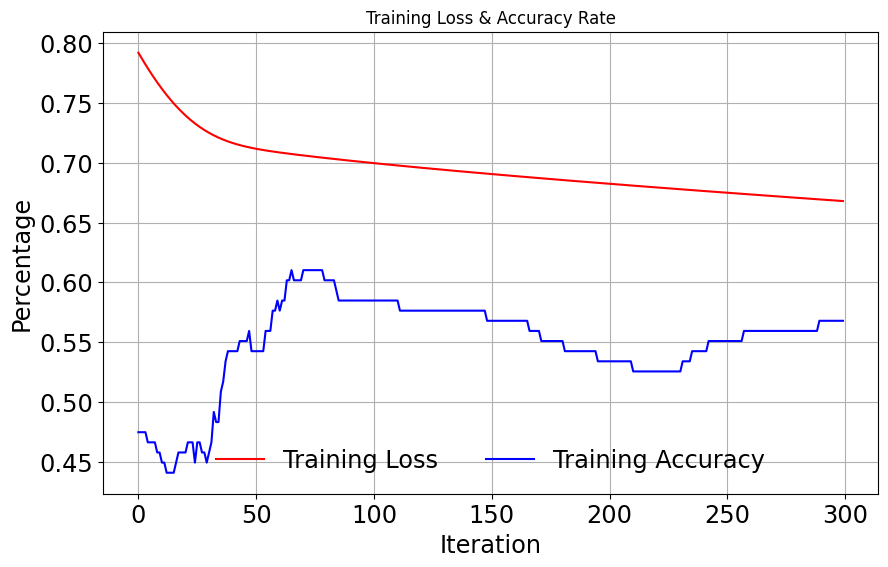 Training Loss & Accuracy Rate
0.80
0.75
0.70
0.65
0.60
0.55
0.50
0.45
Percentage
Training Loss Training Accuracy
0 50 100 150 200 250 300
Iteration